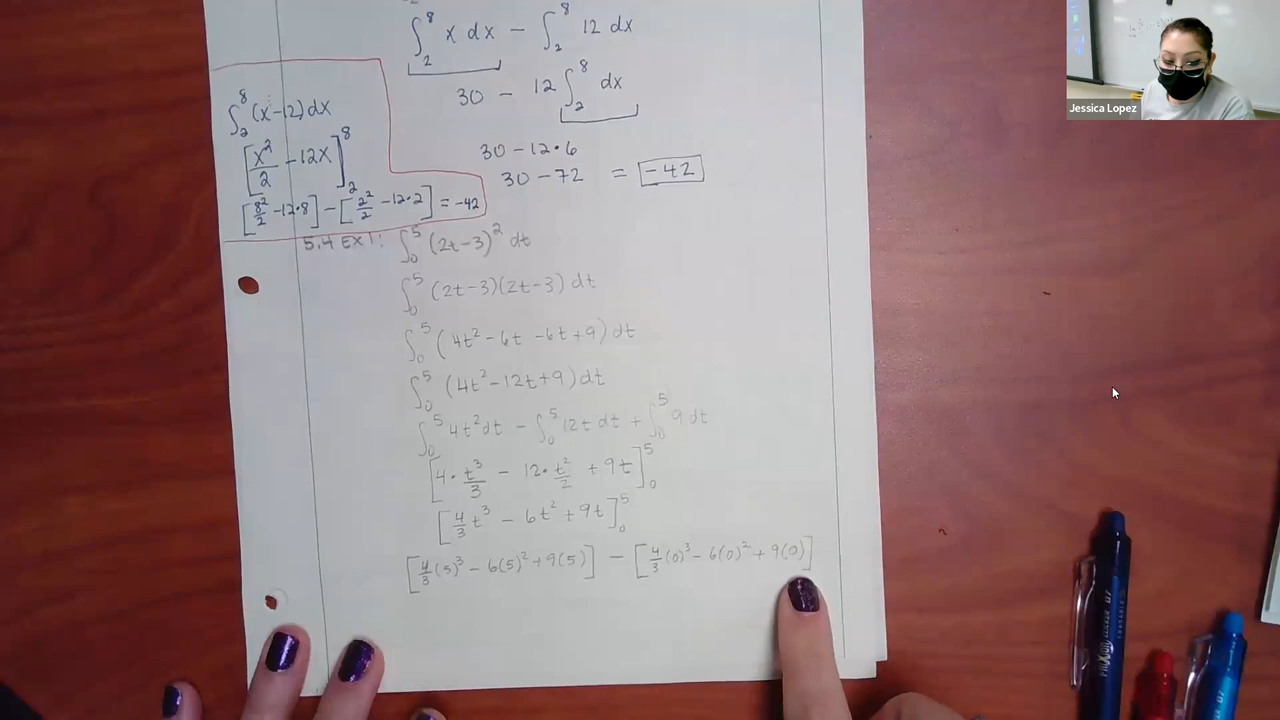 ∫₂⁸ x dx − ∫₂⁸ 12 dx
30 − 12 ∫₂⁸ dx
30 − 12 • 6
30 − 72 = −42
∫₂⁸ (x−12) dx
[x²/2 − 12x]₂⁸
[8²/2 − 12•8] − [2²/2 − 12•2] = −42
5.4 EX 1: ∫₀⁵ (2t−3)² dt
∫₀⁵ (2t−3)(2t−3) dt
∫₀⁵ (4t² − 6t − 6t + 9) dt
∫₀⁵ (4t² − 12t + 9) dt
∫₀⁵ 4t² dt − ∫₀⁵ 12t dt + ∫₀⁵ 9 dt
[4 • t³/3 − 12 • t²/2 + 9t]₀⁵
[4/3 t³ − 6t² + 9t]₀⁵
[4/3 (5)³ − 6(5)² + 9(5)] − [4/3 (0)³ − 6(0)² + 9(0)]
Jessica Lopez